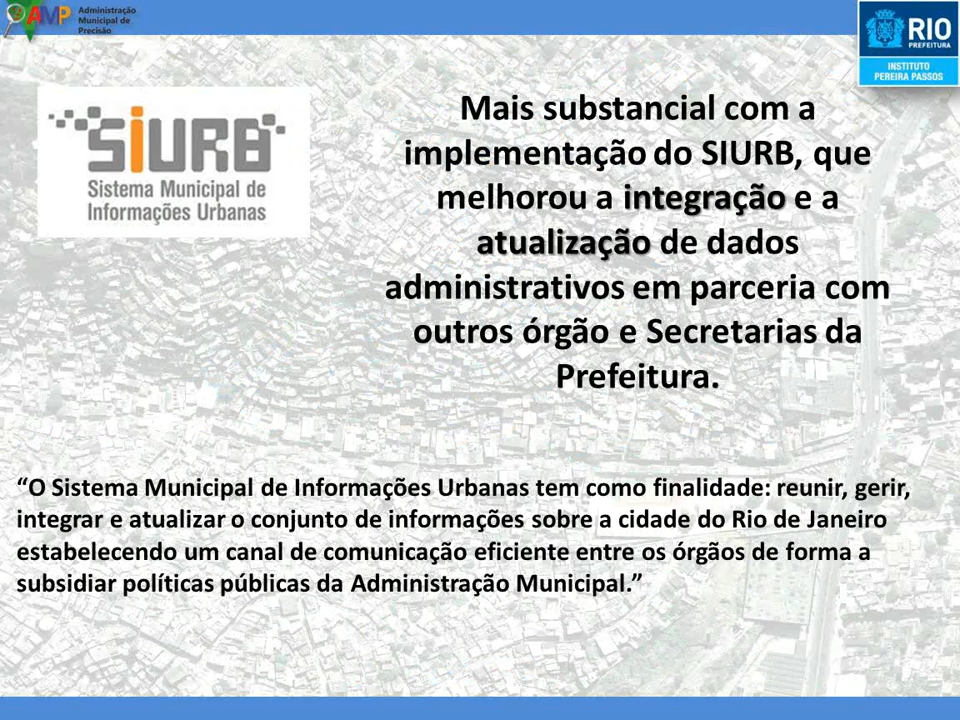 AMP
Administração
Municipal de
Precisão
RIO
PREFEITURA
INSTITUTO
PEREIRA PASSOS
SiURB
Sistema Municipal de
Informações Urbanas
Mais substancial com a
implementação do SIURB, que
melhorou a integração e a
atualização de dados
administrativos em parceria com
outros órgão e Secretarias da
Prefeitura.
“O Sistema Municipal de Informações Urbanas tem como finalidade: reunir, gerir,
integrar e atualizar o conjunto de informações sobre a cidade do Rio de Janeiro
estabelecendo um canal de comunicação eficiente entre os órgãos de forma a
subsidiar políticas públicas da Administração Municipal.”